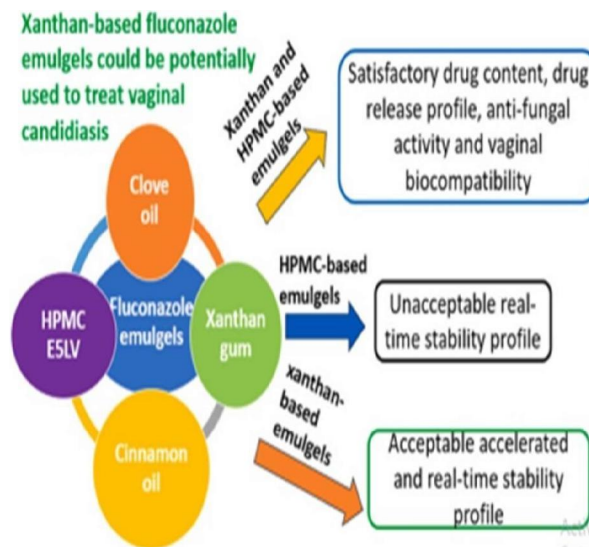 Xanthan-based fluconazole
emulgels could be potentially
used to treat vaginal
candidiasis
Clove
oil
HPMC
E5LV
Fluconazole
emulgels
Xanthan
gum
Cinnamon
oil
Xanthan and
HPMC-based
emulgels
Satisfactory drug content, drug
release profile, anti-fungal
activity and vaginal
biocompatibility
HPMC-based
emulgels
Unacceptable real-
time stability profile
xanthan-
based
emulgels
Acceptable accelerated
and real-time stability
profile